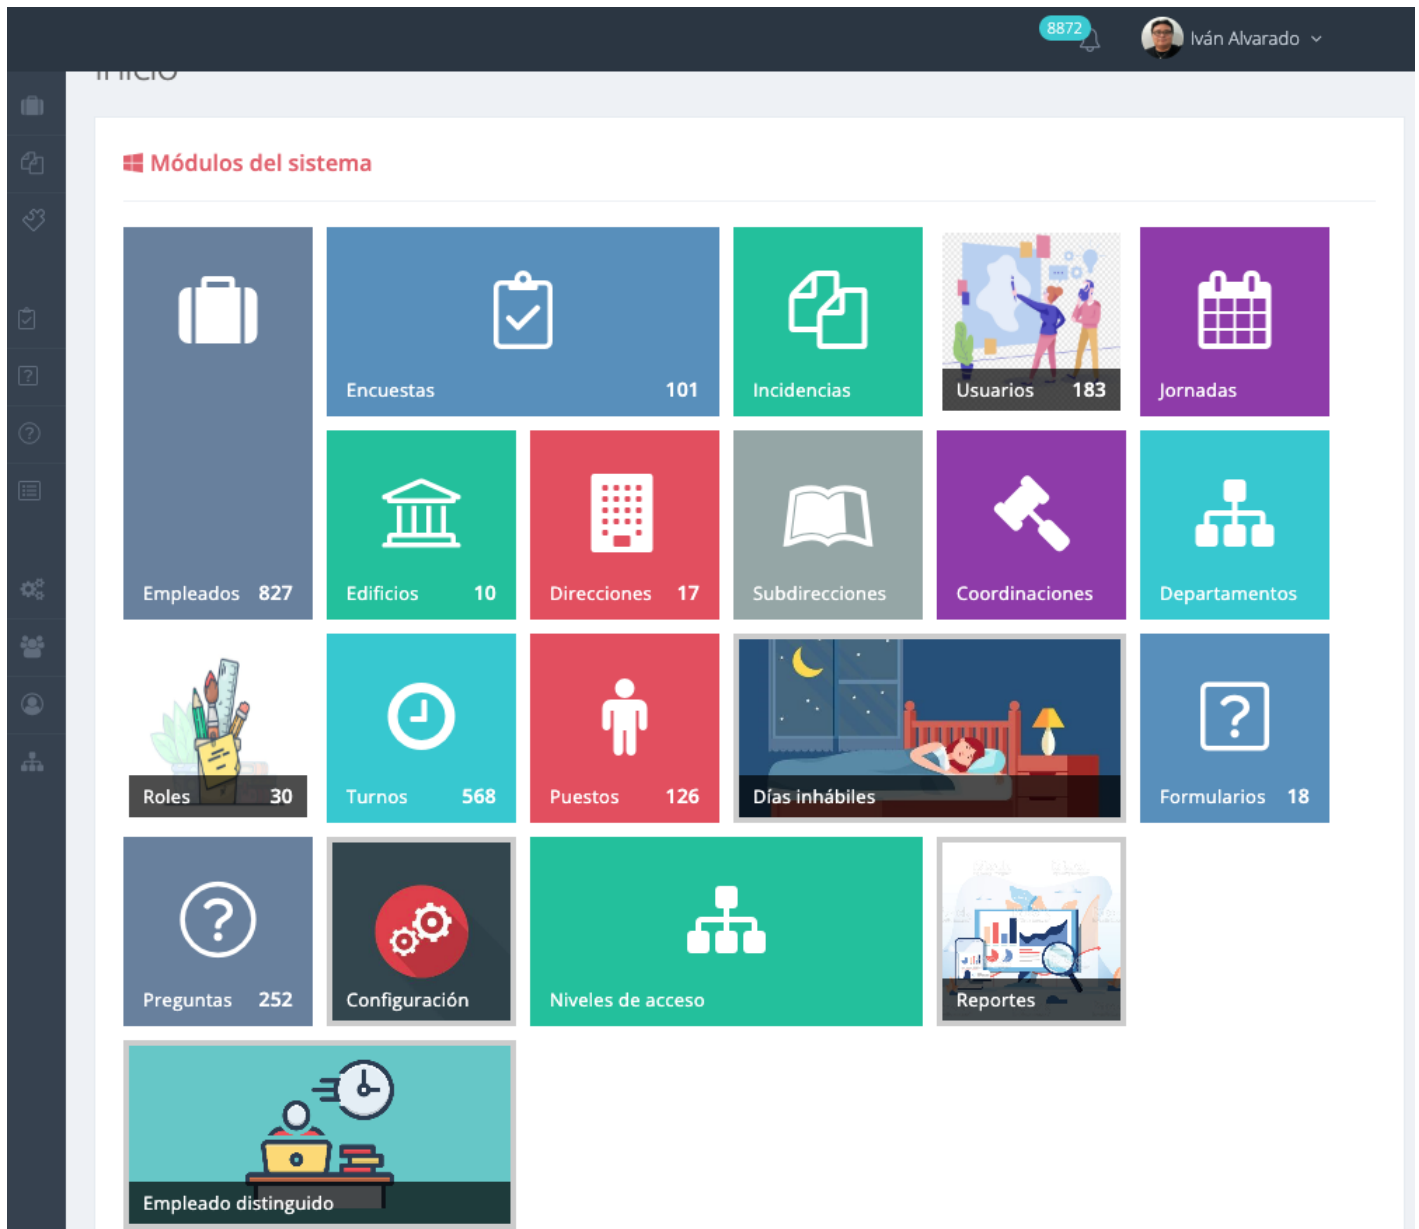 8872
Iván Alvarado
Inicio
Módulos del sistema
Encuestas 101
Incidencias
Usuarios 183
Jornadas
Empleados 827
Edificios 10
Direcciones 17
Subdirecciones
Coordinaciones
Departamentos
Roles 30
Turnos 568
Puestos 126
Días inhábiles
Formularios 18
Preguntas 252
Configuración
Niveles de acceso
Reportes
Empleado distinguido